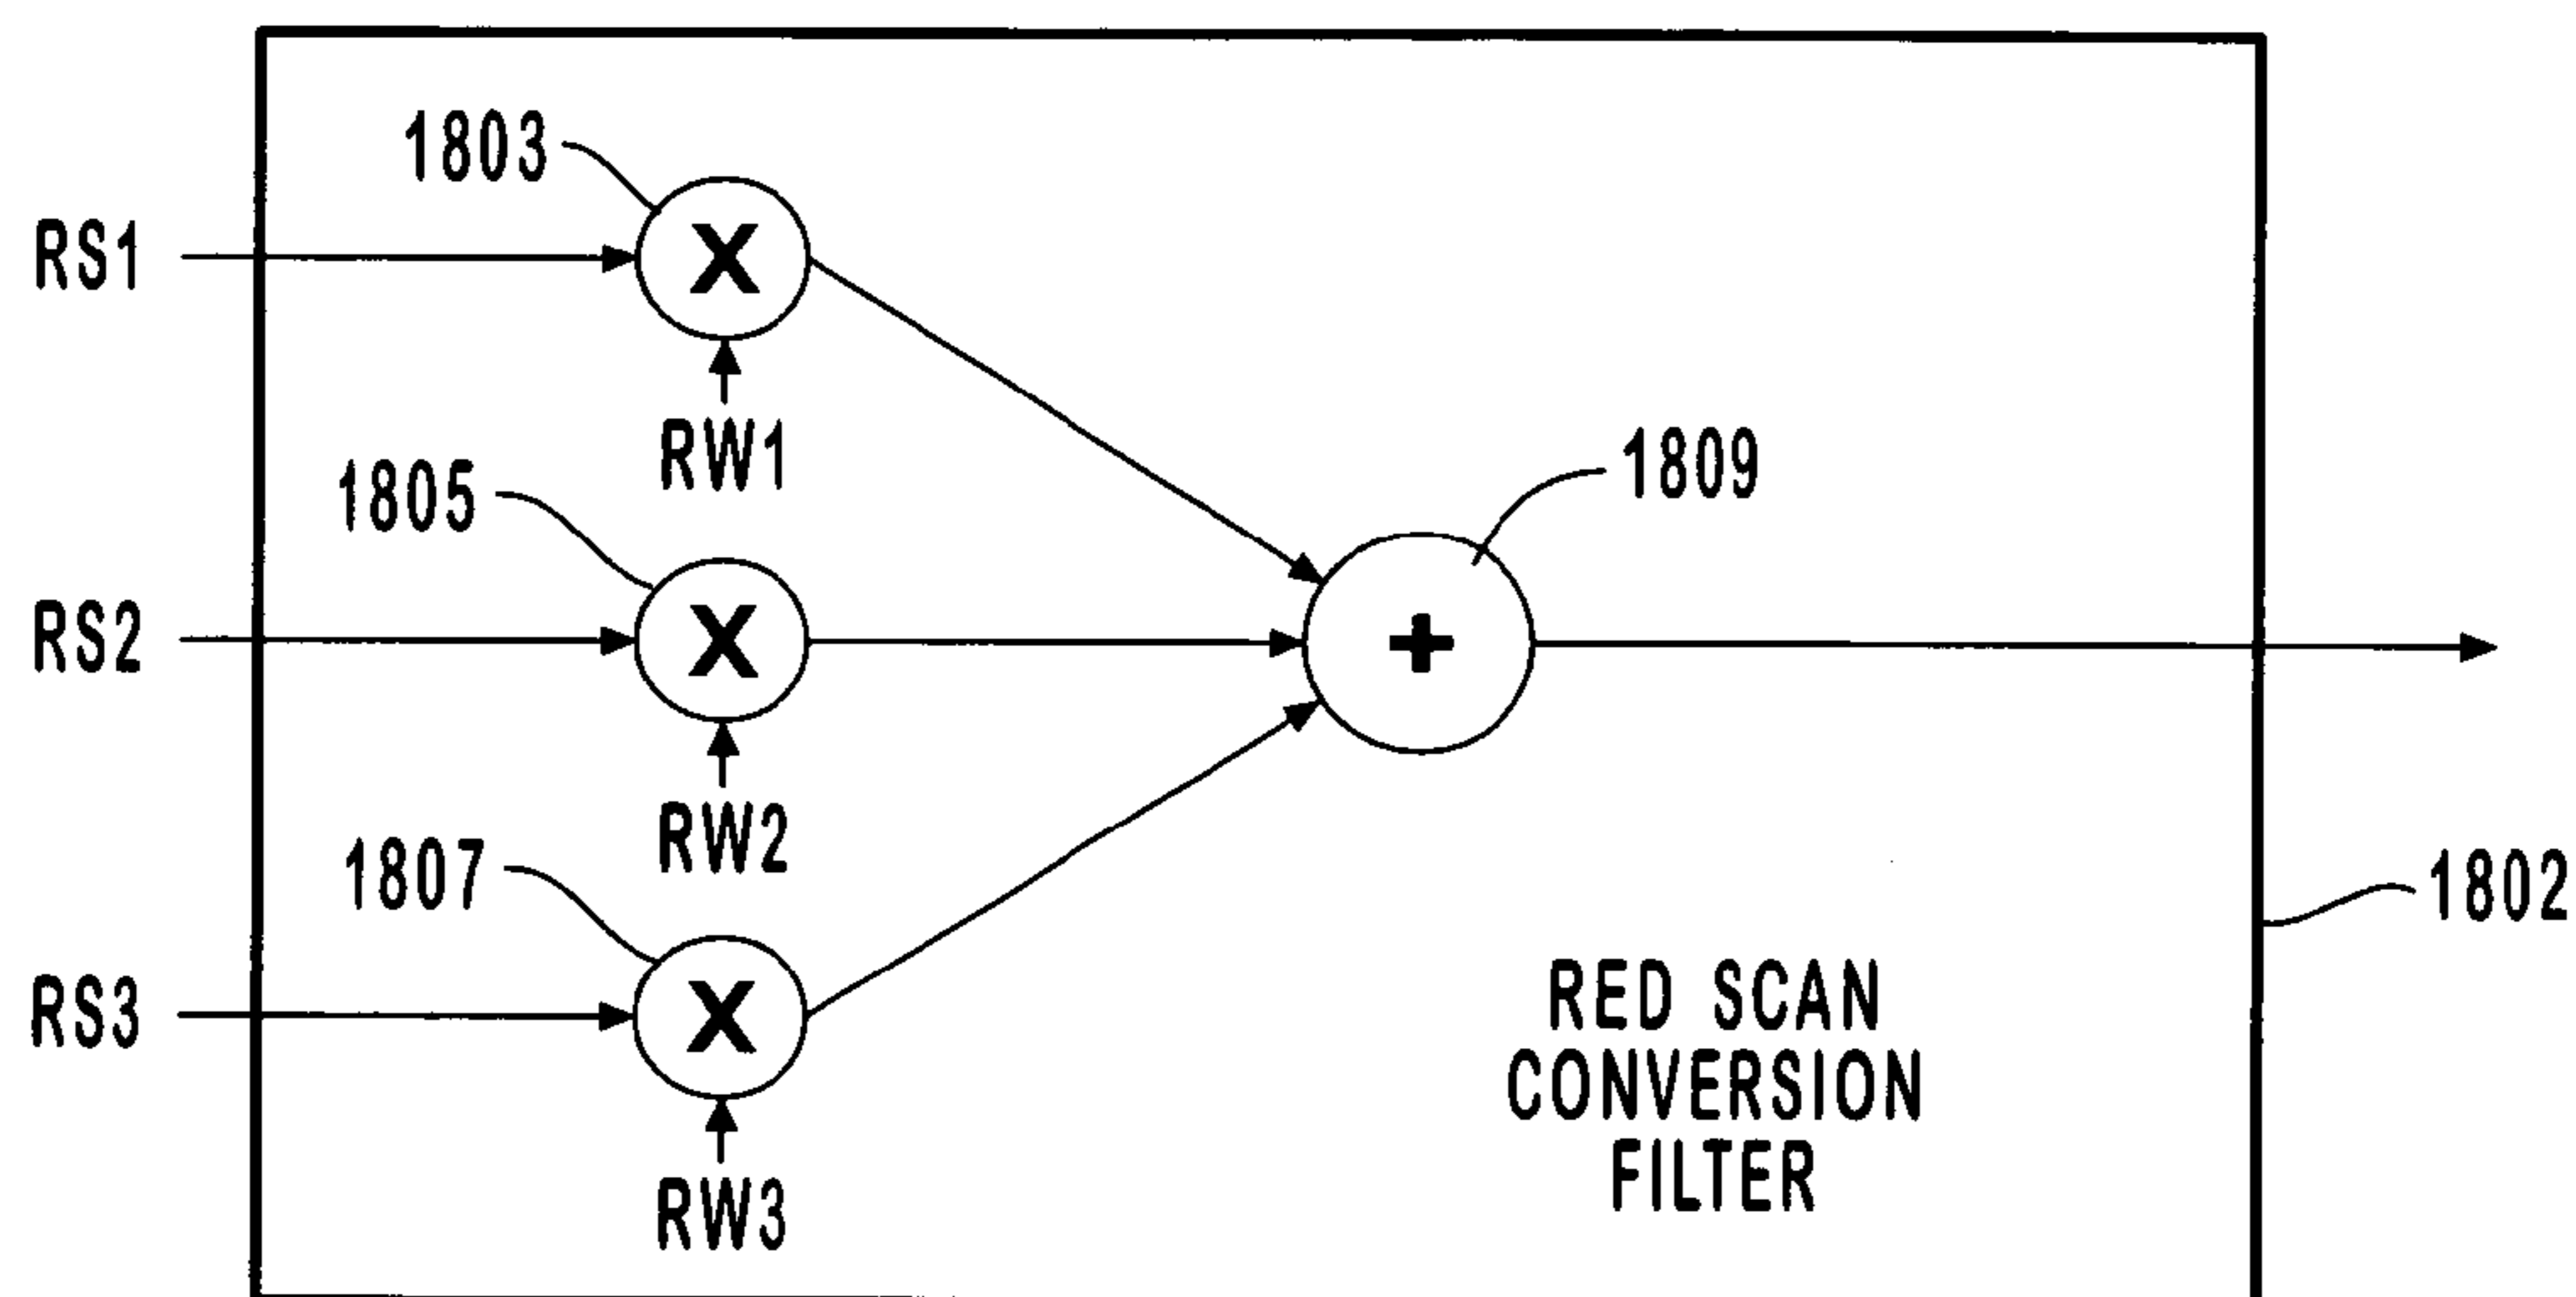 1803
RS1
X
RW1
1805
1809
RS2
X
+
RW2
1807
1802
RS3
X
RED SCAN
CONVERSION
FILTER
RW3